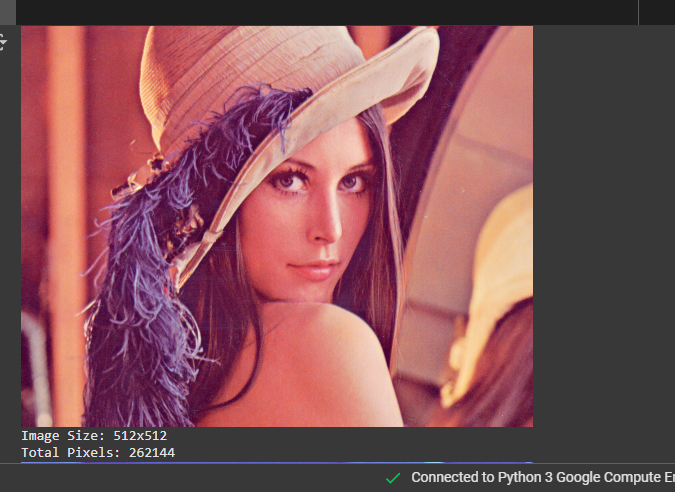 Image Size: 512x512
Total Pixels: 262144
Connected to Python 3 Google Compute